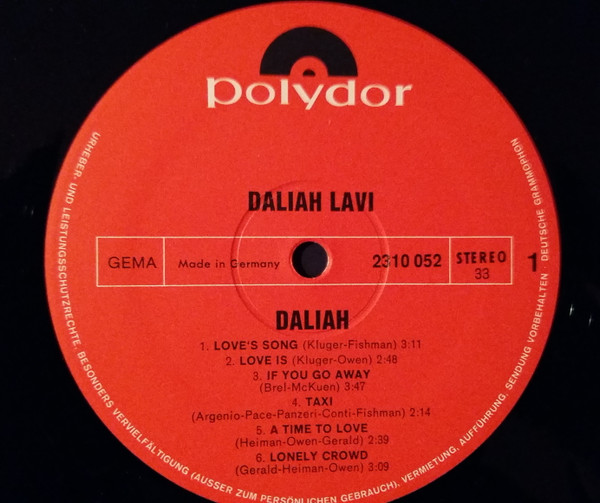 polydor
DALIAH LAVI
GEMA
Made in Germany
2310 052
STEREO
33
1
DALIAH
1. LOVE'S SONG (Kluger-Fishman) 3:11
2. LOVE IS (Kluger-Owen) 2:48
3. IF YOU GO AWAY
(Brel-McKuen) 3:47
4. TAXI
(Argenio-Pace-Panzeri-Conti-Fishman) 2:14
5. A TIME TO LOVE
(Heiman-Owen-Gerald) 2:39
6. LONELY CROWD
(Gerald-Heiman-Owen) 3:09
URHEBER- UND LEISTUNGSSCHUTZRECHTE, BESONDERS VERVIELFÄLTIGUNG (AUSSER ZUM PERSÖNLICHEN GEBRAUCH), VERMIETUNG, AUFFÜHRUNG, SENDUNG VORBEHALTEN · DEUTSCHE GRAMMOPHON